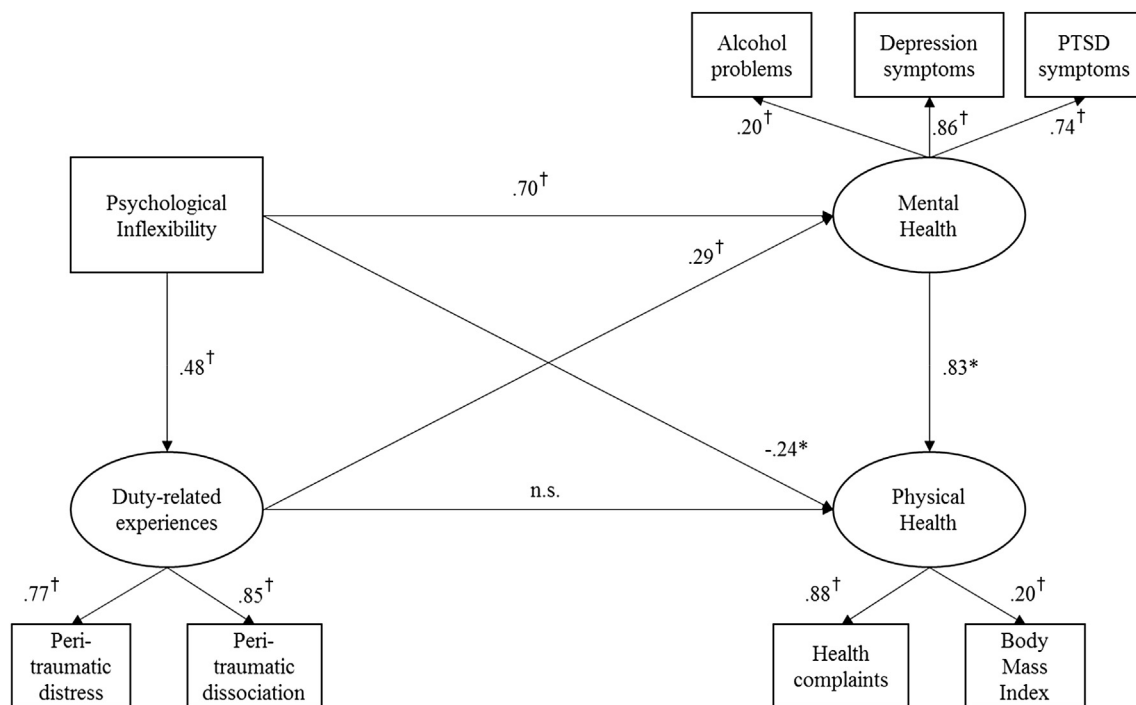 Alcohol
problems
Depression
symptoms
PTSD
symptoms
.20†
.86†
.74†
Psychological
Inflexibility
.70†
Mental
Health
.29†
.48†
.83*
-.24*
Duty-related
experiences
n.s.
Physical
Health
.77†
.85†
.88†
.20†
Peri-
traumatic
distress
Peri-
traumatic
dissociation
Health
complaints
Body
Mass
Index